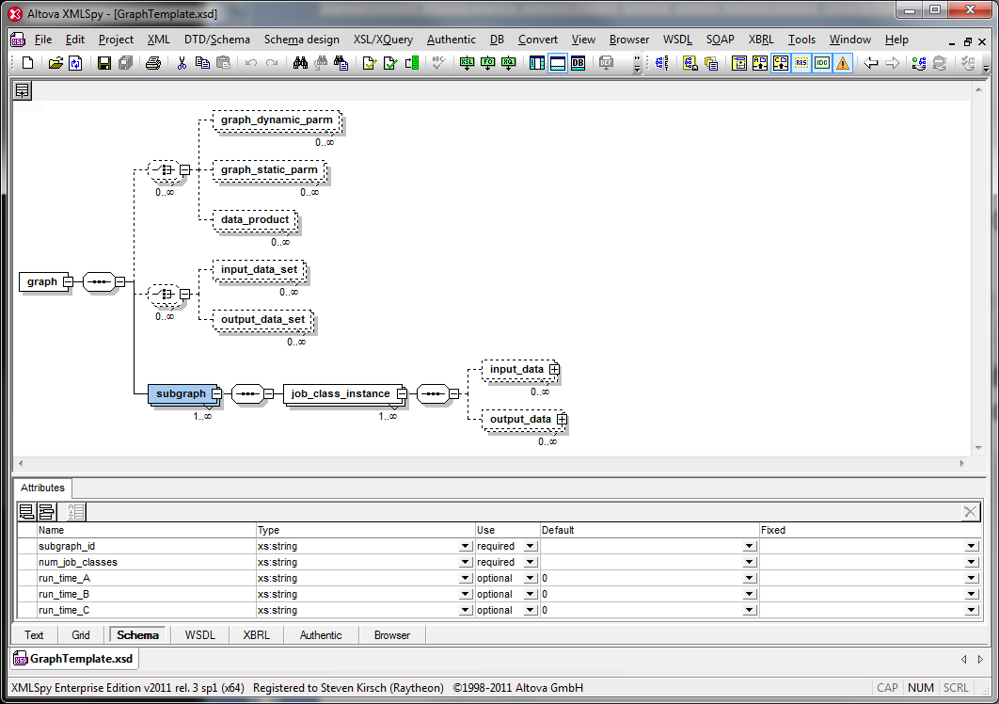 Altova XMLSpy - [GraphTemplate.xsd]
File Edit Project XML DTD/Schema Schema design XSL/XQuery Authentic DB Convert View Browser WSDL SOAP XBRL Tools Window Help
graph_dynamic_parm
0..∞
graph_static_parm
0..∞
0..∞
data_product
0..∞
input_data_set
0..∞
graph
output_data_set
0..∞
0..∞
input_data
0..∞
subgraph
job_class_instance
1..∞
1..∞
output_data
0..∞
Attributes
Name Type Use Default Fixed
subgraph_id xs:string required
num_job_classes xs:string required
run_time_A xs:string optional 0
run_time_B xs:string optional 0
run_time_C xs:string optional 0
Text Grid Schema WSDL XBRL Authentic Browser
GraphTemplate.xsd
XMLSpy Enterprise Edition v2011 rel. 3 sp1 (x64) Registered to Steven Kirsch (Raytheon) ©1998-2011 Altova GmbH CAP NUM SCRL